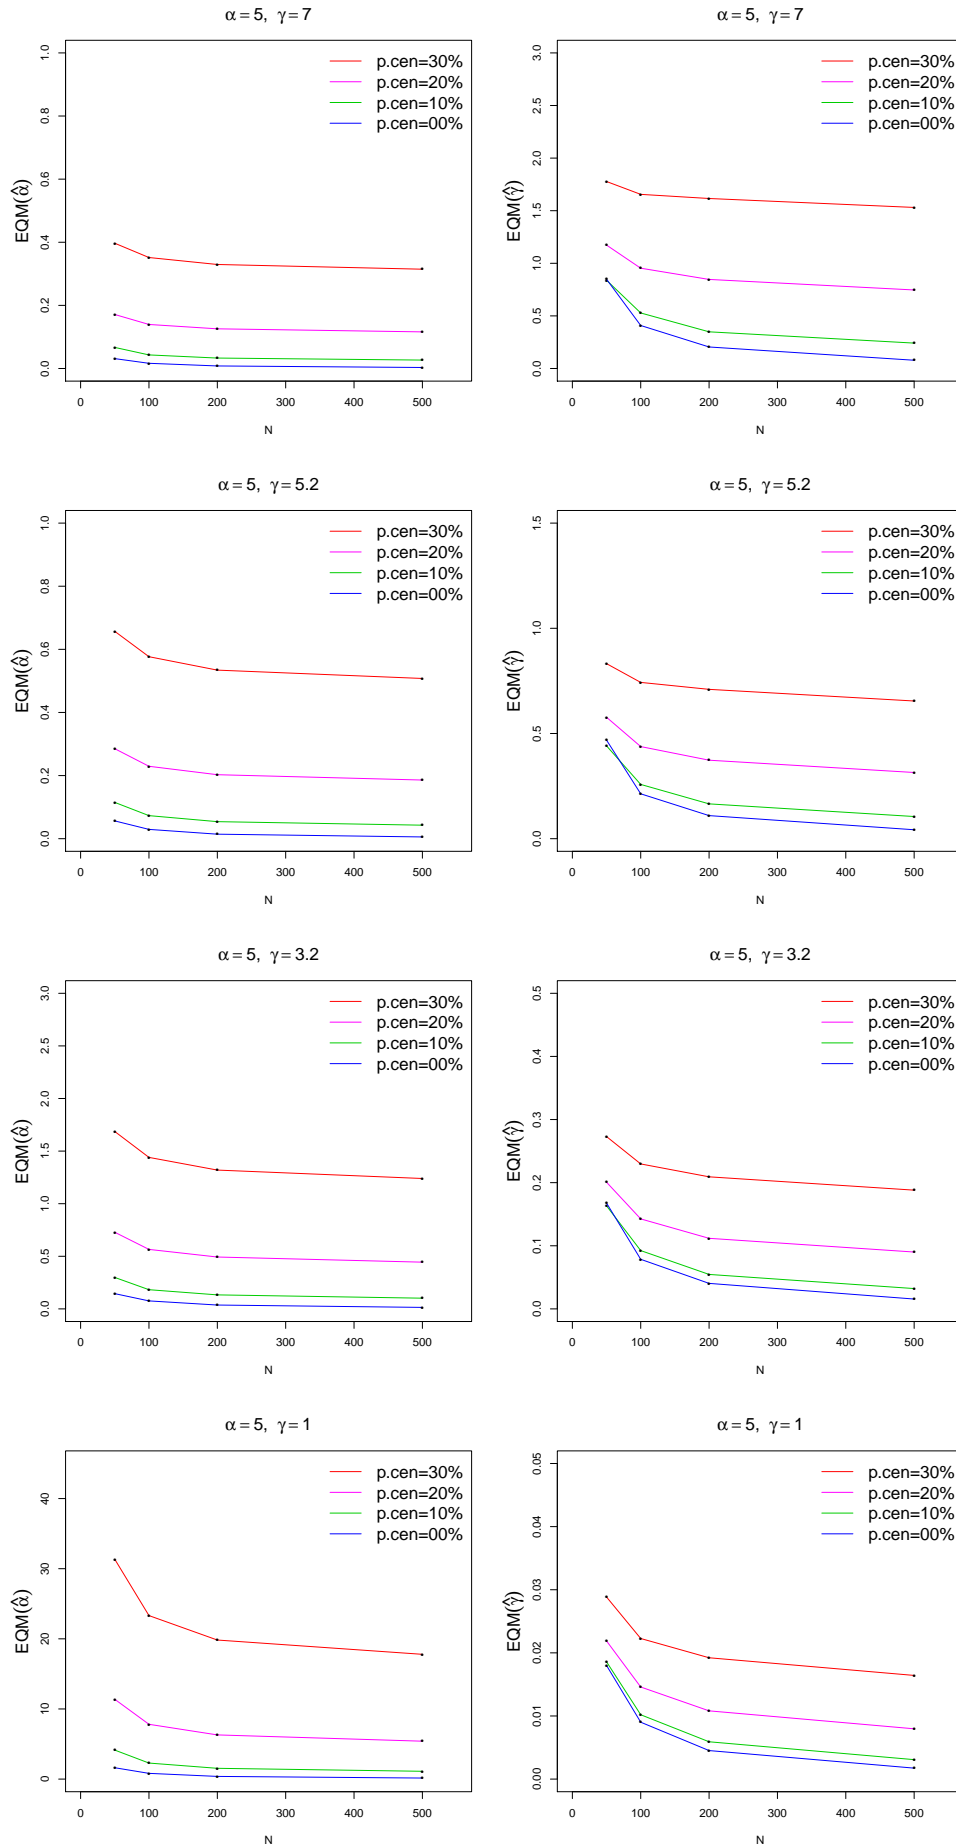 α = 5, γ = 7
EQM(α̂)
1.0
0.8
0.6
0.4
0.2
0.0
p.cen=30%
p.cen=20%
p.cen=10%
p.cen=00%
0 100 200 300 400 500
N
α = 5, γ = 7
EQM(γ̂)
3.0
2.5
2.0
1.5
1.0
0.5
0.0
p.cen=30%
p.cen=20%
p.cen=10%
p.cen=00%
0 100 200 300 400 500
N
α = 5, γ = 5.2
EQM(α̂)
1.0
0.8
0.6
0.4
0.2
0.0
p.cen=30%
p.cen=20%
p.cen=10%
p.cen=00%
0 100 200 300 400 500
N
α = 5, γ = 5.2
EQM(γ̂)
1.5
1.0
0.5
0.0
p.cen=30%
p.cen=20%
p.cen=10%
p.cen=00%
0 100 200 300 400 500
N
α = 5, γ = 3.2
EQM(α̂)
3.0
2.5
2.0
1.5
1.0
0.5
0.0
p.cen=30%
p.cen=20%
p.cen=10%
p.cen=00%
0 100 200 300 400 500
N
α = 5, γ = 3.2
EQM(γ̂)
0.5
0.4
0.3
0.2
0.1
0.0
p.cen=30%
p.cen=20%
p.cen=10%
p.cen=00%
0 100 200 300 400 500
N
α = 5, γ = 1
EQM(α̂)
40
30
20
10
0
p.cen=30%
p.cen=20%
p.cen=10%
p.cen=00%
0 100 200 300 400 500
N
α = 5, γ = 1
EQM(γ̂)
0.05
0.04
0.03
0.02
0.01
0.00
p.cen=30%
p.cen=20%
p.cen=10%
p.cen=00%
0 100 200 300 400 500
N